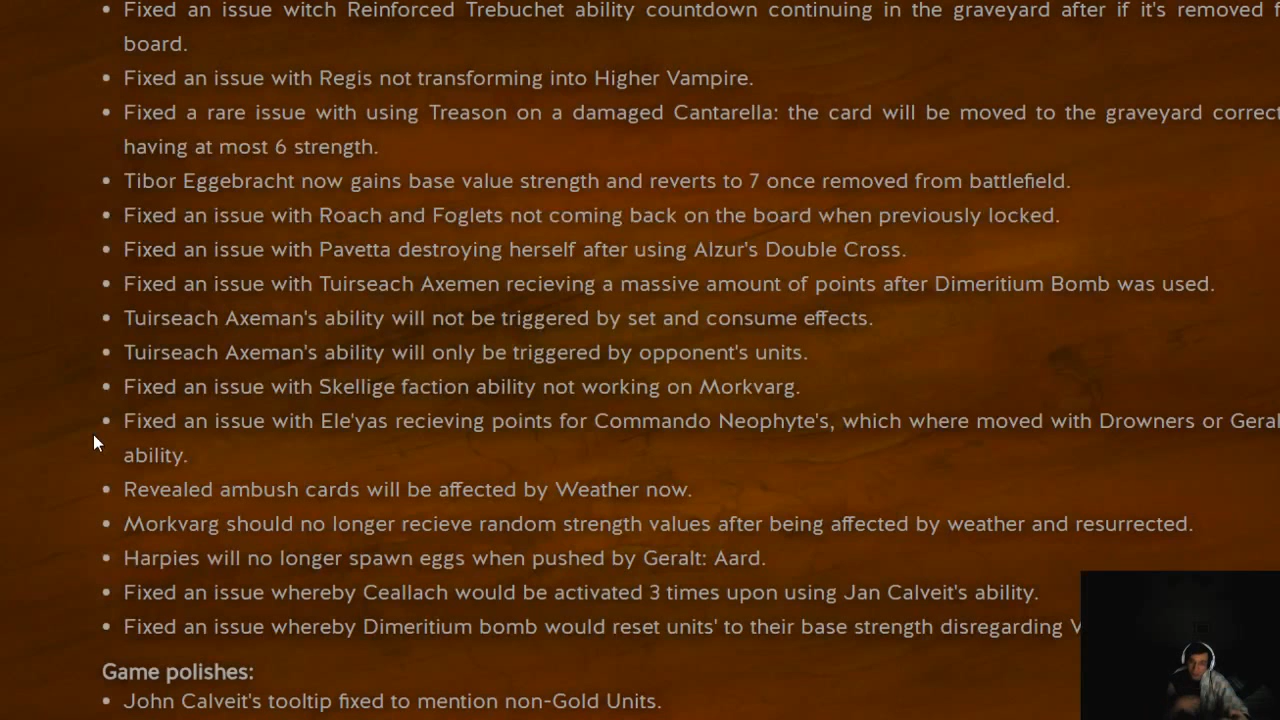 • Fixed an issue witch Reinforced Trebuchet ability countdown continuing in the graveyard after if it's removed f
board.
• Fixed an issue with Regis not transforming into Higher Vampire.
• Fixed a rare issue with using Treason on a damaged Cantarella: the card will be moved to the graveyard correct
having at most 6 strength.
• Tibor Eggebracht now gains base value strength and reverts to 7 once removed from battlefield.
• Fixed an issue with Roach and Foglets not coming back on the board when previously locked.
• Fixed an issue with Pavetta destroying herself after using Alzur's Double Cross.
• Fixed an issue with Tuirseach Axemen recieving a massive amount of points after Dimeritium Bomb was used.
• Tuirseach Axeman's ability will not be triggered by set and consume effects.
• Tuirseach Axeman's ability will only be triggered by opponent's units.
• Fixed an issue with Skellige faction ability not working on Morkvarg.
• Fixed an issue with Ele'yas recieving points for Commando Neophyte's, which where moved with Drowners or Geral
ability.
• Revealed ambush cards will be affected by Weather now.
• Morkvarg should no longer recieve random strength values after being affected by weather and resurrected.
• Harpies will no longer spawn eggs when pushed by Geralt: Aard.
• Fixed an issue whereby Ceallach would be activated 3 times upon using Jan Calveit's ability.
• Fixed an issue whereby Dimeritium bomb would reset units' to their base strength disregarding V
Game polishes:
• John Calveit's tooltip fixed to mention non-Gold Units.